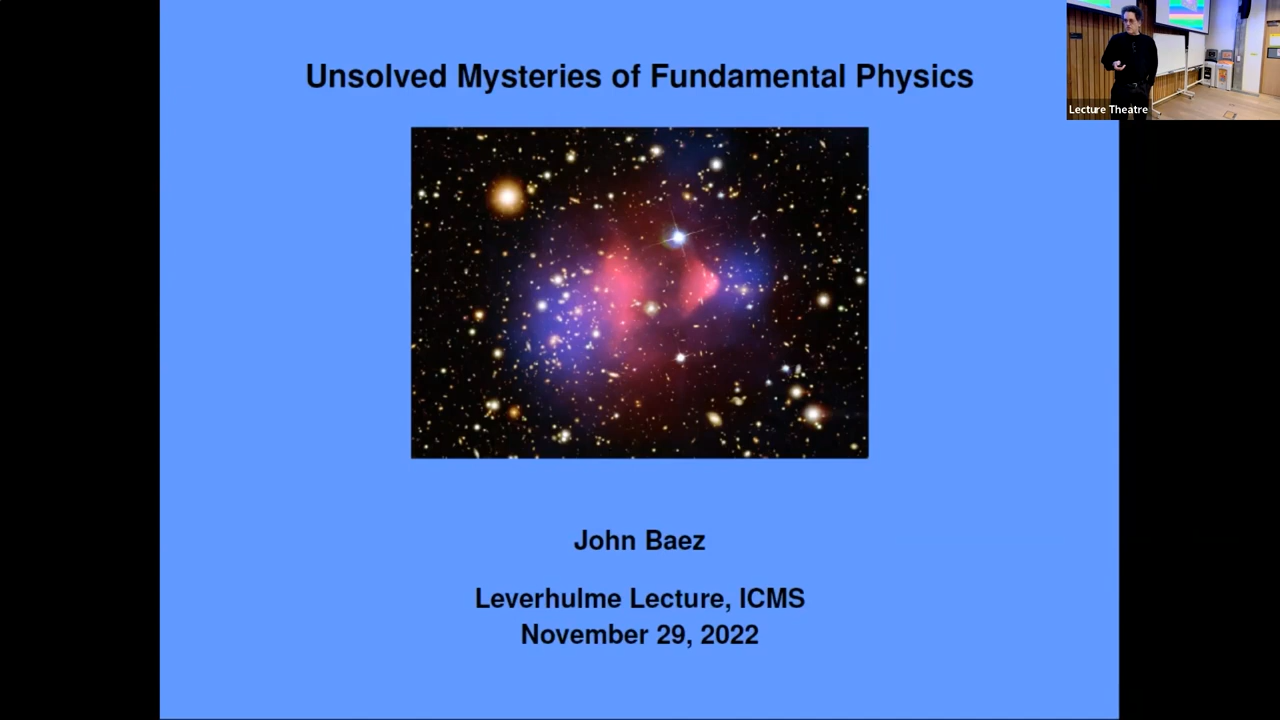 Unsolved Mysteries of Fundamental Physics
Lecture Theatre
John Baez
Leverhulme Lecture, ICMS
November 29, 2022